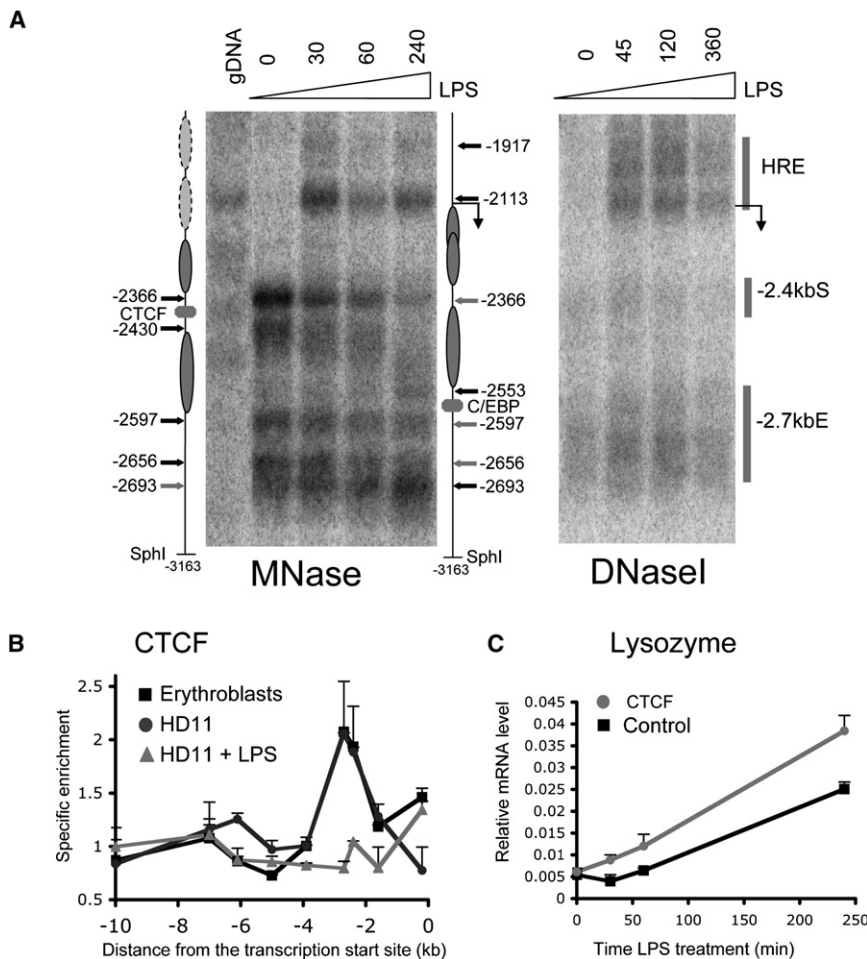 A
gDNA
0
30
60
240
LPS
0
45
120
360
LPS
-1917
-2113
HRE
-2366
CTCF
-2430
-2366
-2.4kbS
-2553
C/EBP
-2597
-2597
-2.7kbE
-2656
-2656
-2693
-2693
SphI
-3163
MNase
SphI
-3163
DNaseI
B
CTCF
Specific enrichment
2.5
2
1.5
1
0.5
Erythroblasts
HD11
HD11 + LPS
-10
-8
-6
-4
-2
0
Distance from the transcription start site (kb)
C
Lysozyme
Relative mRNA level
0.045
0.04
0.035
0.03
0.025
0.02
0.015
0.01
0.005
0
CTCF
Control
0
50
100
150
200
250
Time LPS treatment (min)